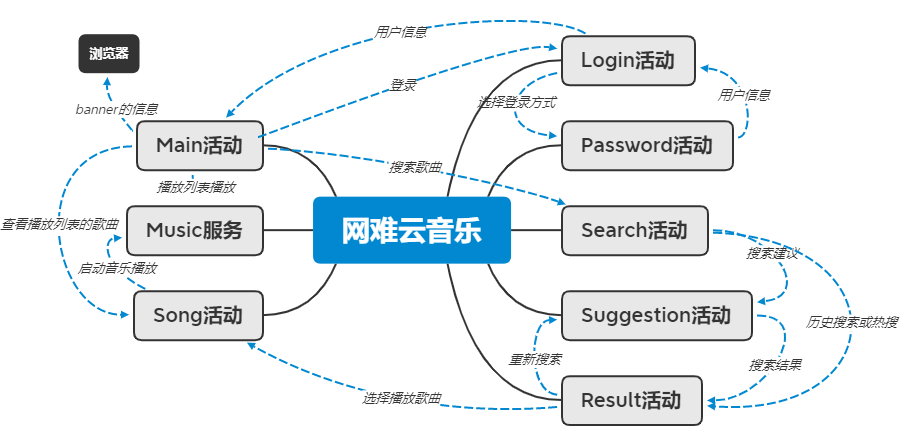 用户信息
浏览器
Login活动
登录
选择登录方式
用户信息
banner的信息
Main活动
Password活动
搜索歌曲
播放列表播放
查看播放列表的歌曲
Music服务
网难云音乐
Search活动
搜索建议
启动音乐播放
Song活动
Suggestion活动
历史搜索或热搜
重新搜索
搜索结果
选择播放歌曲
Result活动